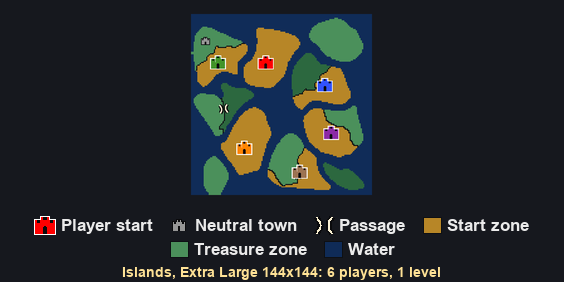 Player start Neutral town Passage Start zone
Treasure zone Water
Islands, Extra Large 144x144: 6 players, 1 level